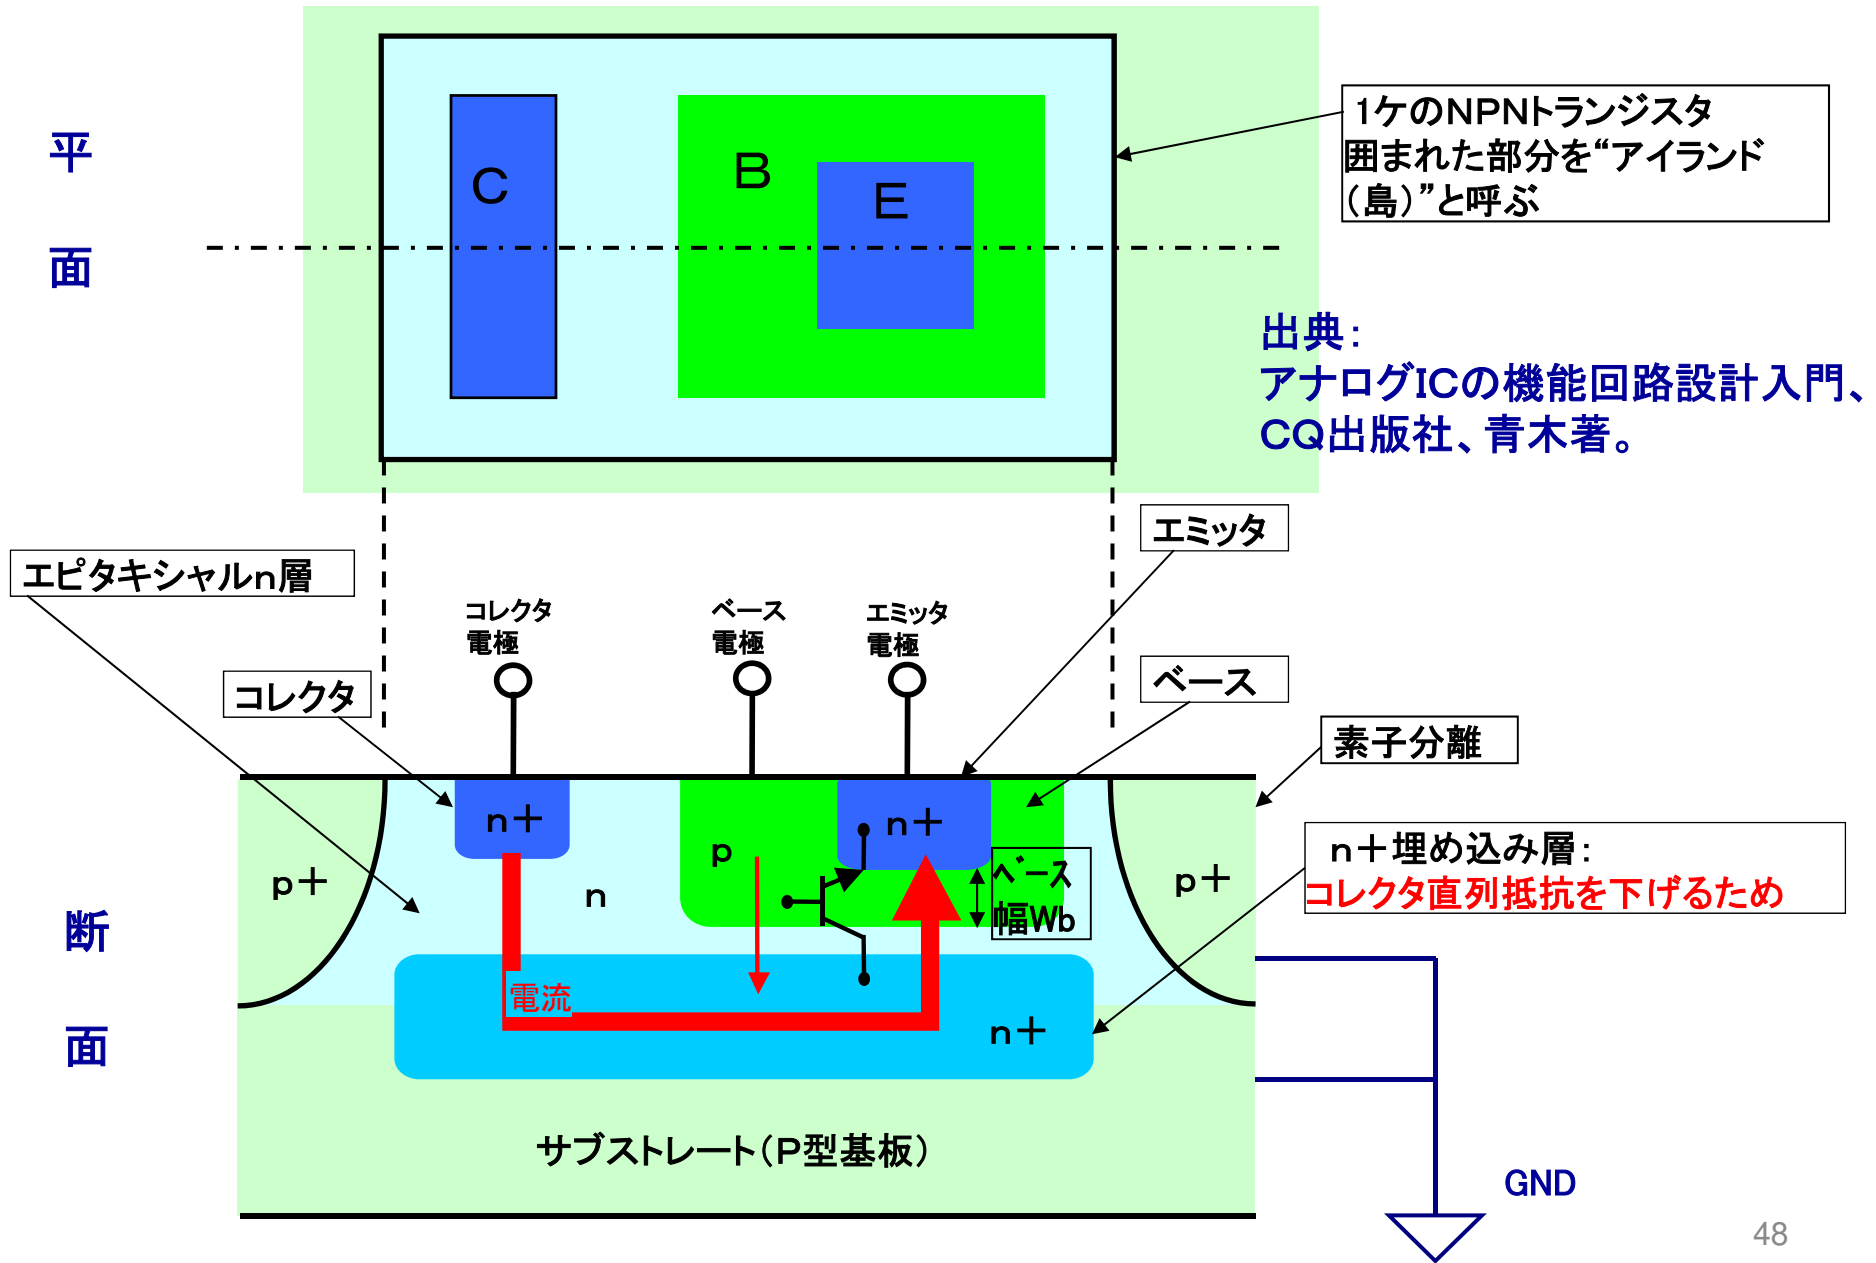 平
面
C
B
E
1ケのNPNトランジスタ
囲まれた部分を“アイランド
(島)”と呼ぶ
出典:
アナログICの機能回路設計入門、
CQ出版社、青木著。
エミッタ
エピタキシャルn層
コレクタ
電極
ベース
電極
エミッタ
電極
コレクタ
ベース
素子分離
断
面
n+
n+
p
p+
n
p+
ベース
幅Wb
n+埋め込み層:
コレクタ直列抵抗を下げるため
電流
n+
サブストレート(P型基板)
GND
48